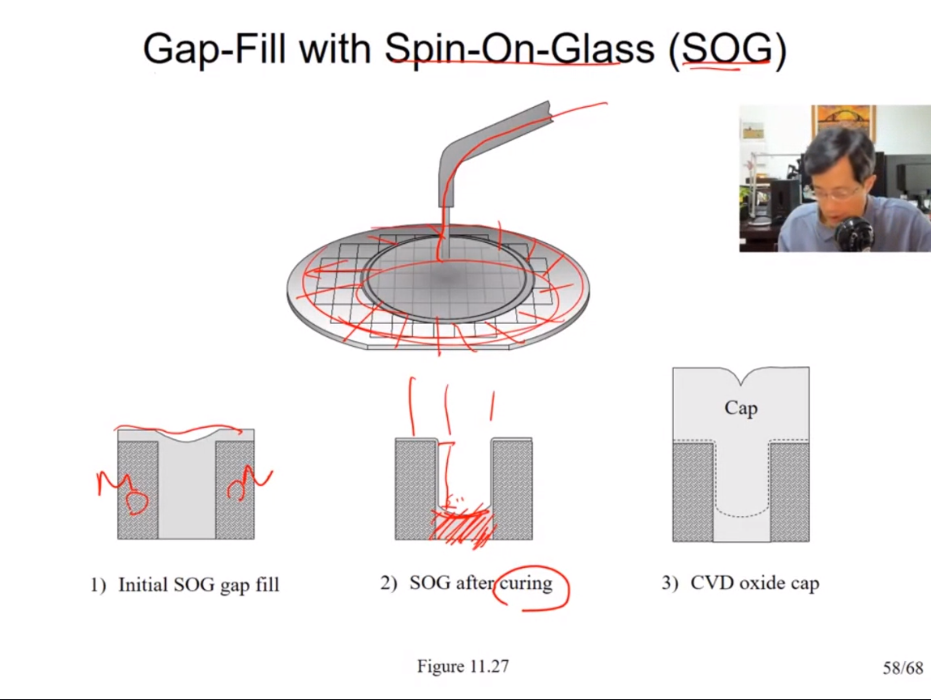 Gap-Fill with Spin-On-Glass (SOG)
Cap
1) Initial SOG gap fill
2) SOG after curing
3) CVD oxide cap
Figure 11.27
58/68